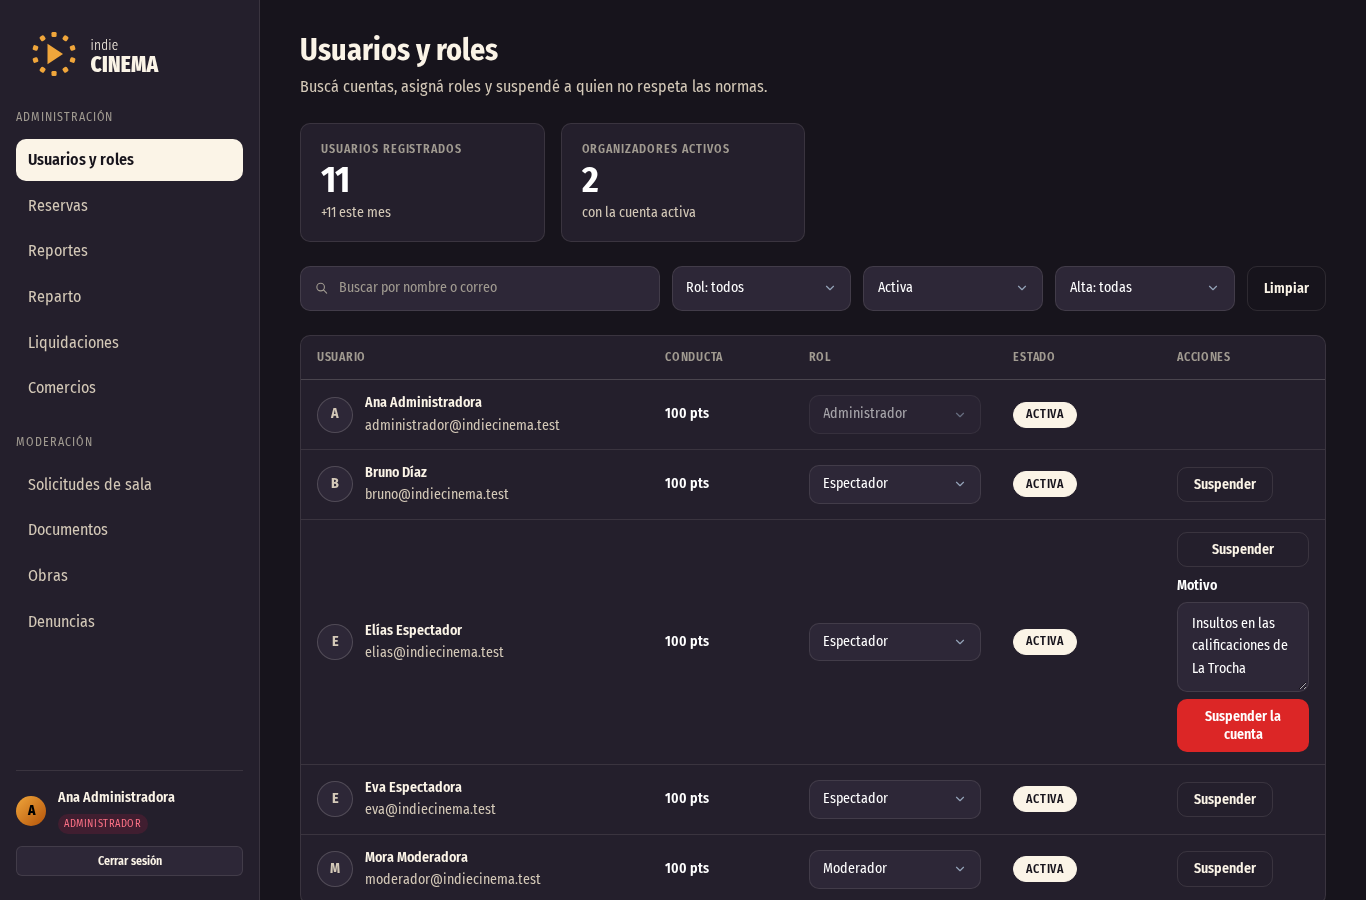 indie
CINEMA
ADMINISTRACIÓN
Usuarios y roles
Reservas
Reportes
Reparto
Liquidaciones
Comercios
MODERACIÓN
Solicitudes de sala
Documentos
Obras
Denuncias
A
Ana Administradora
ADMINISTRADOR
Cerrar sesión
Usuarios y roles
Buscá cuentas, asigná roles y suspendé a quien no respeta las normas.
USUARIOS REGISTRADOS
11
+11 este mes
ORGANIZADORES ACTIVOS
2
con la cuenta activa
Buscar por nombre o correo
Rol: todos
Activa
Alta: todas
Limpiar
USUARIO CONDUCTA ROL ESTADO ACCIONES
A
Ana Administradora
administrador@indiecinema.test
100 pts
Administrador
ACTIVA
B
Bruno Díaz
bruno@indiecinema.test
100 pts
Espectador
ACTIVA
Suspender
E
Elías Espectador
elias@indiecinema.test
100 pts
Espectador
ACTIVA
Suspender
Motivo
Insultos en las
calificaciones de
La Trocha
Suspender la
cuenta
E
Eva Espectadora
eva@indiecinema.test
100 pts
Espectador
ACTIVA
Suspender
M
Mora Moderadora
moderador@indiecinema.test
100 pts
Moderador
ACTIVA
Suspender